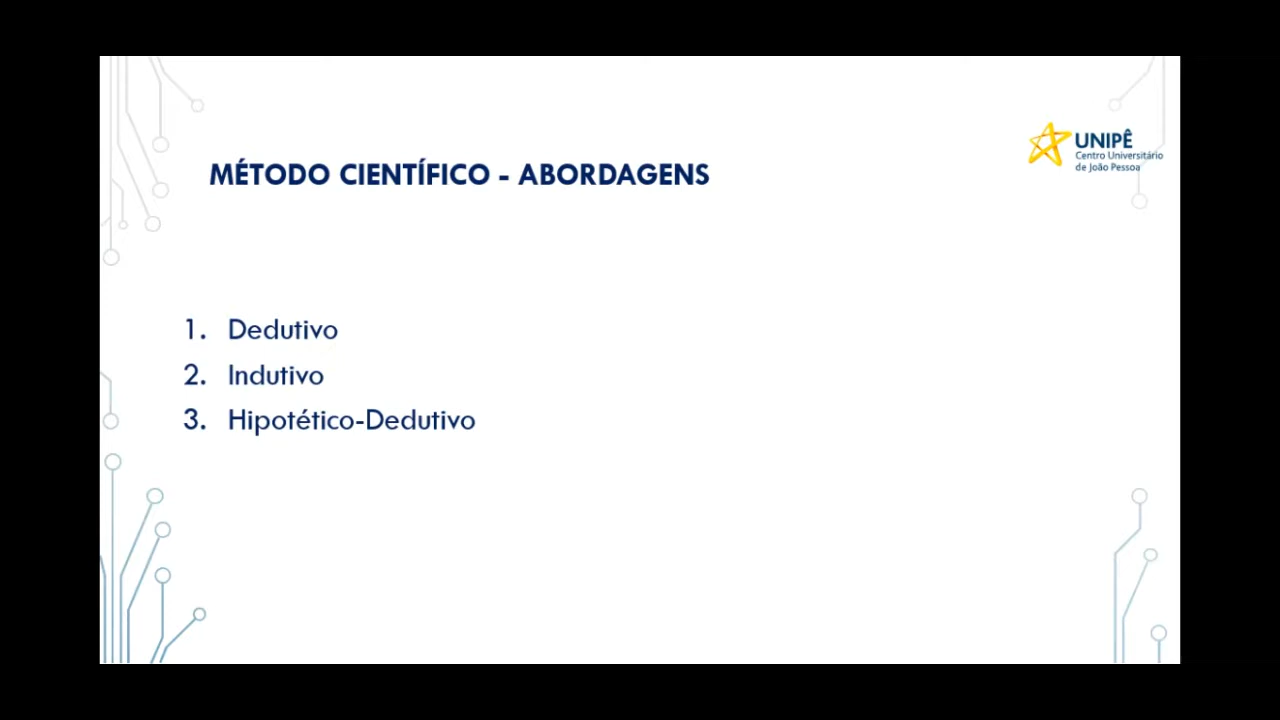 MÉTODO CIENTÍFICO - ABORDAGENS
UNIPÊ
Centro Universitário
de João Pessoa
1. Dedutivo
2. Indutivo
3. Hipotético-Dedutivo